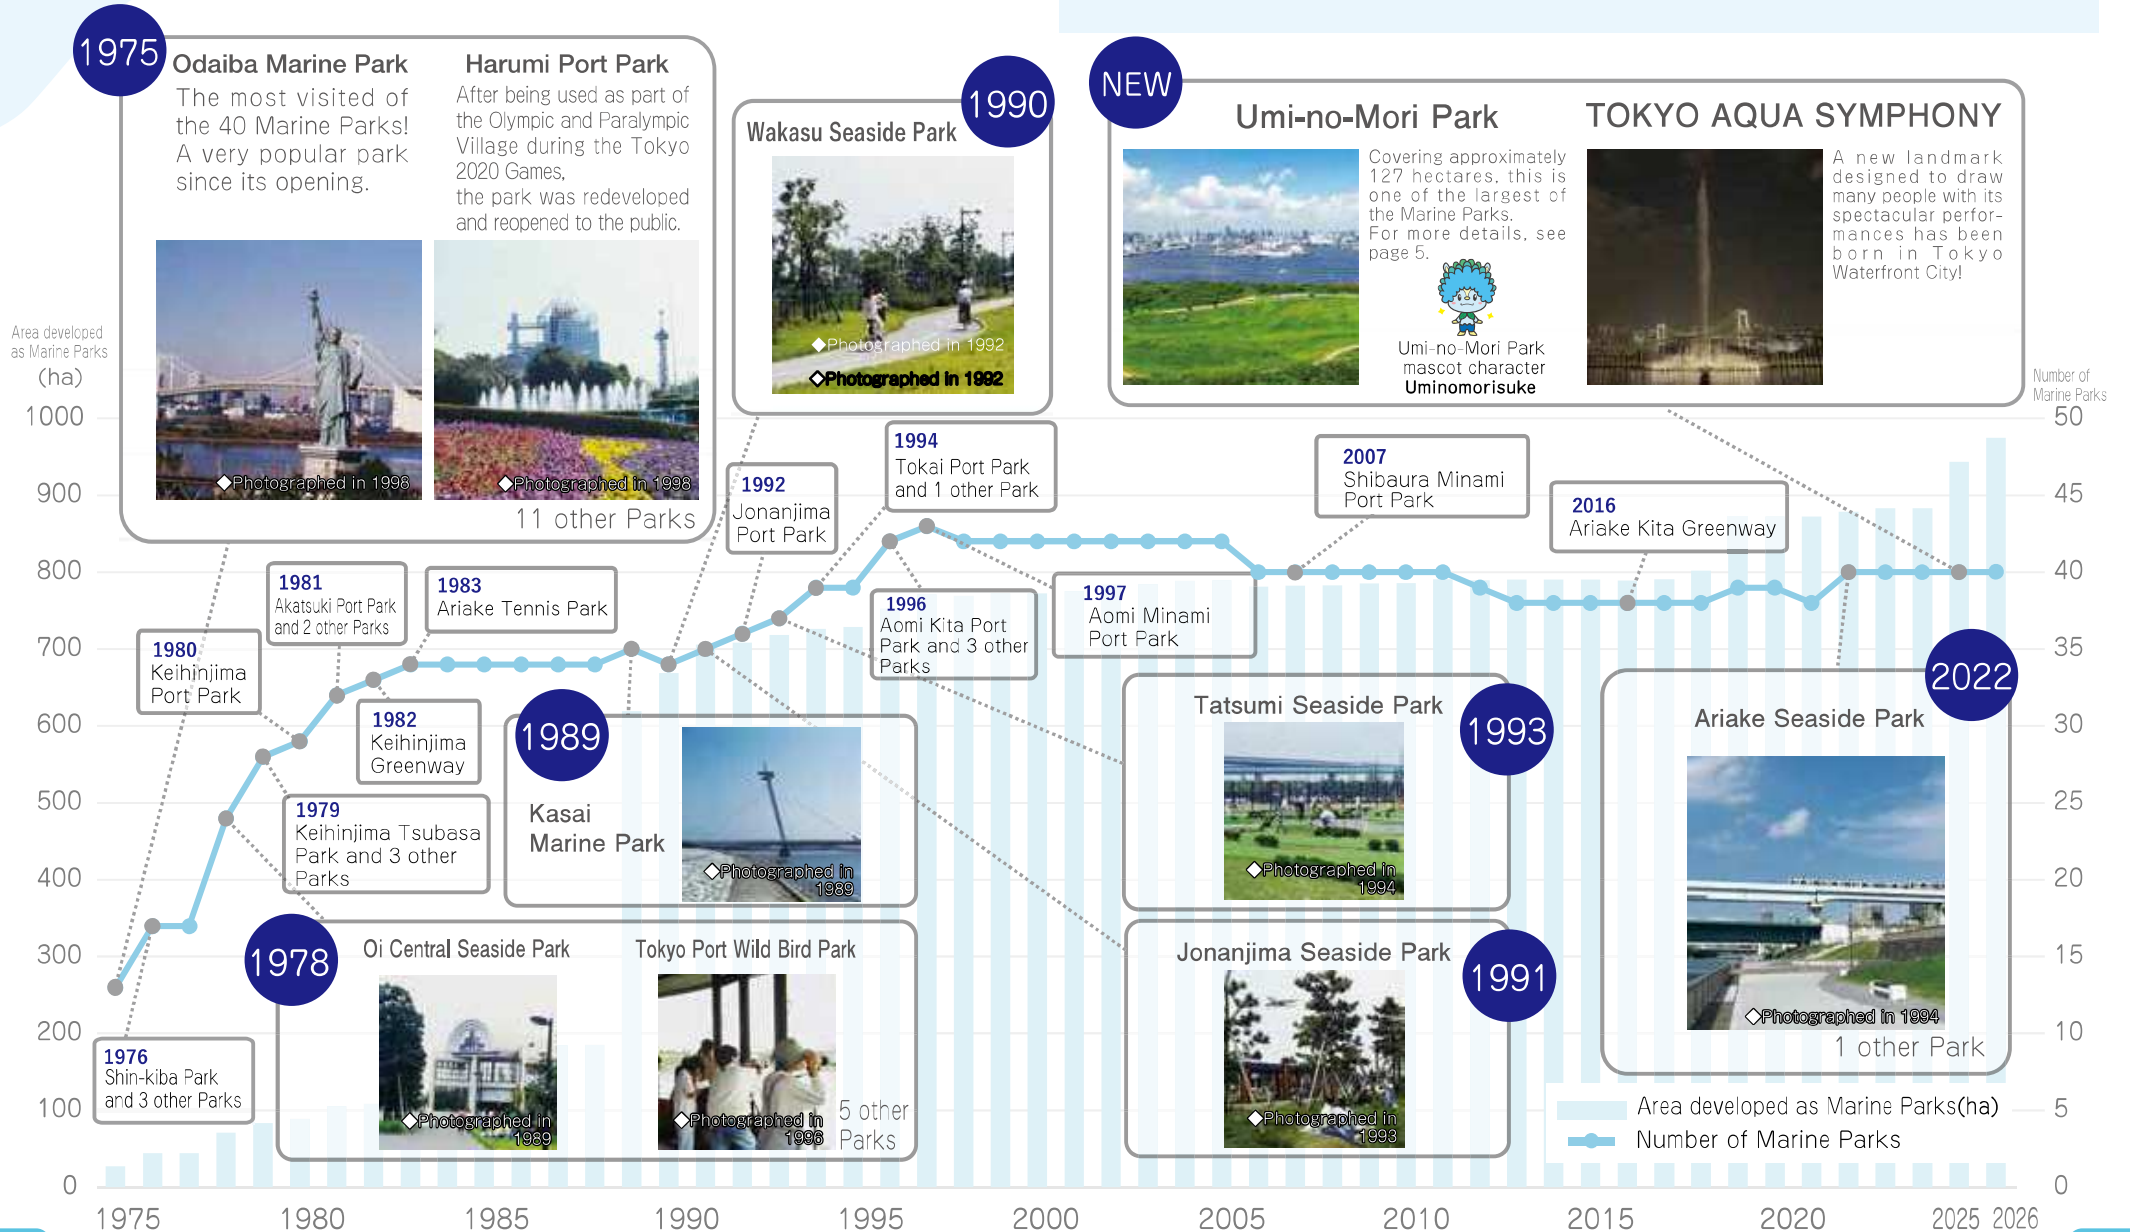 1975
Odaiba Marine Park
The most visited of
the 40 Marine Parks!
A very popular park
since its opening.
◆Photographed in 1998
Harumi Port Park
After being used as part of
the Olympic and Paralympic
Village during the Tokyo
2020 Games,
the park was redeveloped
and reopened to the public.
◆Photographed in 1998
11 other Parks
1990
Wakasu Seaside Park
◆Photographed in 1992
◇Photographed in 1992
NEW
Umi-no-Mori Park
Covering approximately
127 hectares, this is
one of the largest of
the Marine Parks.
For more details, see
page 5.
Umi-no-Mori Park
mascot character
Uminomorisuke
TOKYO AQUA SYMPHONY
A new landmark
designed to draw
many people with its
spectacular perfor-
mances has been
born in Tokyo
Waterfront City!
Area developed
as Marine Parks
(ha)
1000
900
800
700
600
500
400
300
200
100
0
Number of
Marine Parks
50
45
40
35
30
25
20
15
10
5
0
1994
Tokai Port Park
and 1 other Park
1992
Jonanjima
Port Park
2007
Shibaura Minami
Port Park
2016
Ariake Kita Greenway
1981
Akatsuki Port Park
and 2 other Parks
1983
Ariake Tennis Park
1996
Aomi Kita Port
Park and 3 other
Parks
1997
Aomi Minami
Port Park
1980
Keihinjima
Port Park
1982
Keihinjima
Greenway
1979
Keihinjima Tsubasa
Park and 3 other
Parks
1989
Kasai
Marine Park
◇Photographed in
1989
1993
Tatsumi Seaside Park
◇Photographed in
1994
2022
Ariake Seaside Park
◇Photographed in 1994
1 other Park
1978
Oi Central Seaside Park
◇Photographed in
1989
Tokyo Port Wild Bird Park
◇Photographed in
1996
5 other
Parks
1991
Jonanjima Seaside Park
◇Photographed in
1993
1976
Shin-kiba Park
and 3 other Parks
Area developed as Marine Parks(ha)
Number of Marine Parks
1975
1980
1985
1990
1995
2000
2005
2010
2015
2020
2025
2026